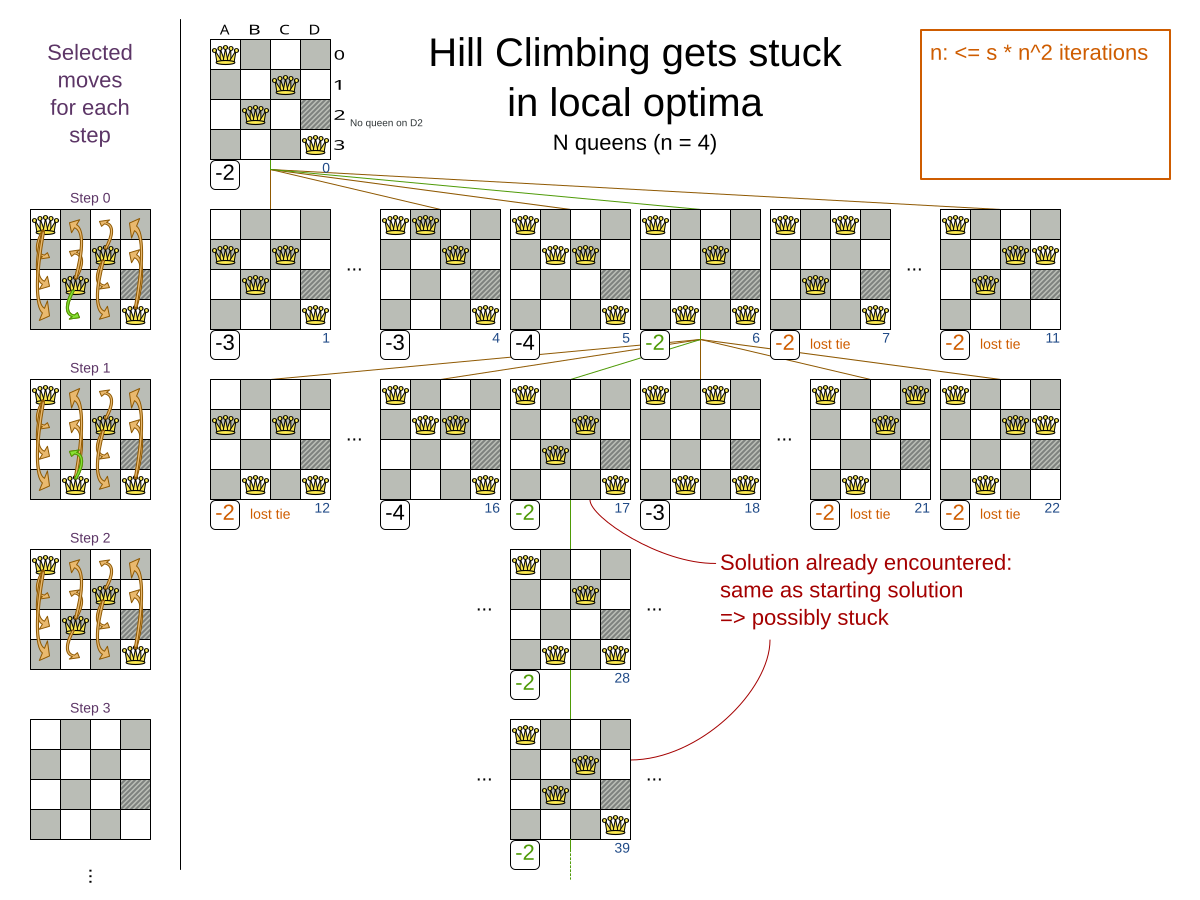 Selected
moves
for each
step
A B C D
0
1
2
3
No queen on D2
-2
0
Hill Climbing gets stuck
in local optima
N queens (n = 4)
n: <= s * n^2 iterations
Step 0
...
...
-3
1
-3
4
-4
5
-2
6
-2
lost tie
7
-2
lost tie
11
Step 1
...
...
-2
lost tie
12
-4
16
-2
17
-3
18
-2
lost tie
21
-2
lost tie
22
Step 2
...
...
-2
28
Solution already encountered:
same as starting solution
=> possibly stuck
Step 3
...
...
-2
39
...